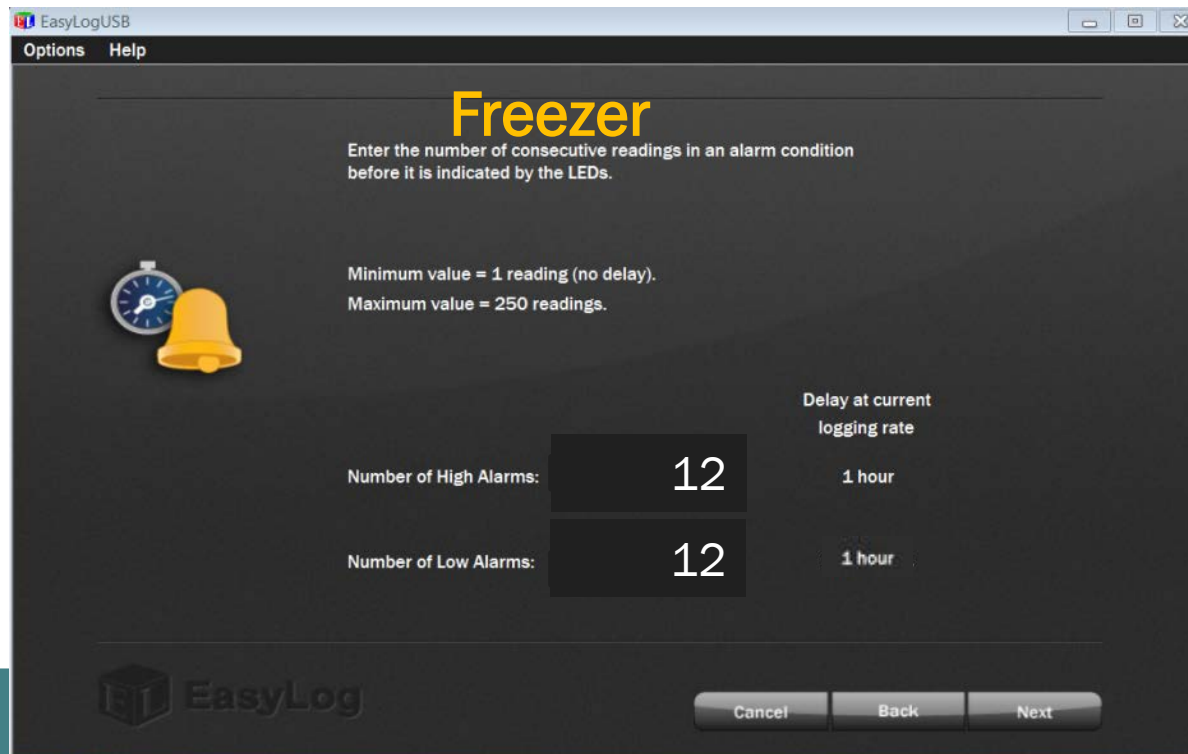 EasyLogUSB
Options Help
Freezer
Enter the number of consecutive readings in an alarm condition
before it is indicated by the LEDs.
Minimum value = 1 reading (no delay).
Maximum value = 250 readings.
Delay at current
logging rate
Number of High Alarms: 12 1 hour
Number of Low Alarms: 12 1 hour
EL EasyLog
Cancel Back Next